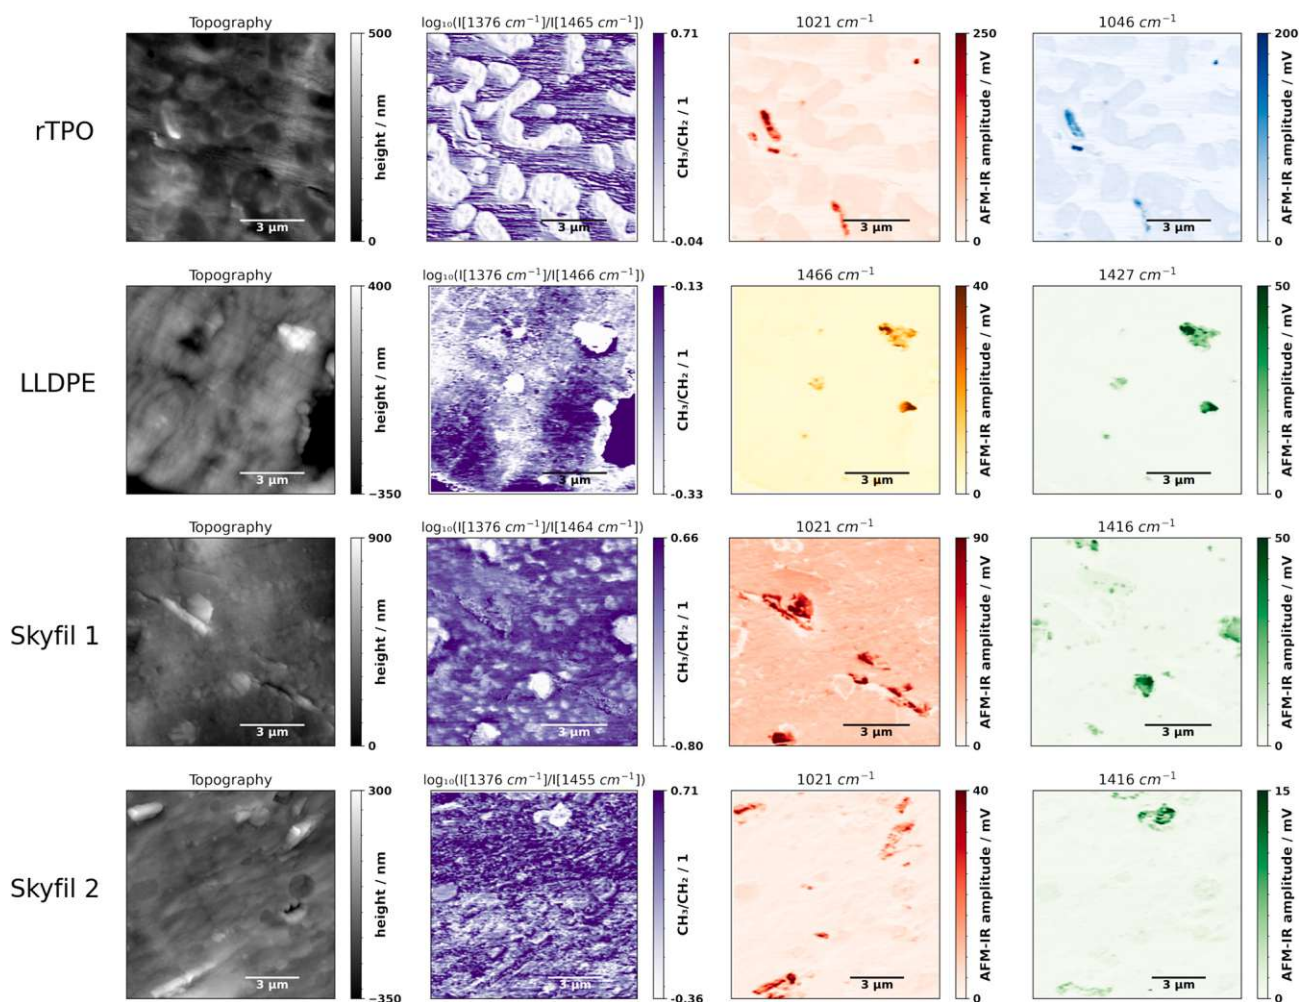 Topography
log₁₀(I[1376 cm⁻¹]/I[1465 cm⁻¹])
1021 cm⁻¹
1046 cm⁻¹
rTPO
500
height / nm
0
3 µm
0.71
CH₃/CH₂ / 1
-0.04
3 µm
250
AFM-IR amplitude / mV
0
3 µm
200
AFM-IR amplitude / mV
0
3 µm
Topography
log₁₀(I[1376 cm⁻¹]/I[1466 cm⁻¹])
1466 cm⁻¹
1427 cm⁻¹
LLDPE
400
height / nm
−350
3 µm
-0.13
CH₃/CH₂ / 1
-0.33
3 µm
40
AFM-IR amplitude / mV
0
3 µm
50
AFM-IR amplitude / mV
0
3 µm
Topography
log₁₀(I[1376 cm⁻¹]/I[1464 cm⁻¹])
1021 cm⁻¹
1416 cm⁻¹
Skyfil 1
900
height / nm
0
3 µm
0.66
CH₃/CH₂ / 1
-0.80
3 µm
90
AFM-IR amplitude / mV
0
3 µm
50
AFM-IR amplitude / mV
0
3 µm
Topography
log₁₀(I[1376 cm⁻¹]/I[1455 cm⁻¹])
1021 cm⁻¹
1416 cm⁻¹
Skyfil 2
300
height / nm
−350
3 µm
0.71
CH₃/CH₂ / 1
-0.36
3 µm
40
AFM-IR amplitude / mV
0
3 µm
15
AFM-IR amplitude / mV
0
3 µm